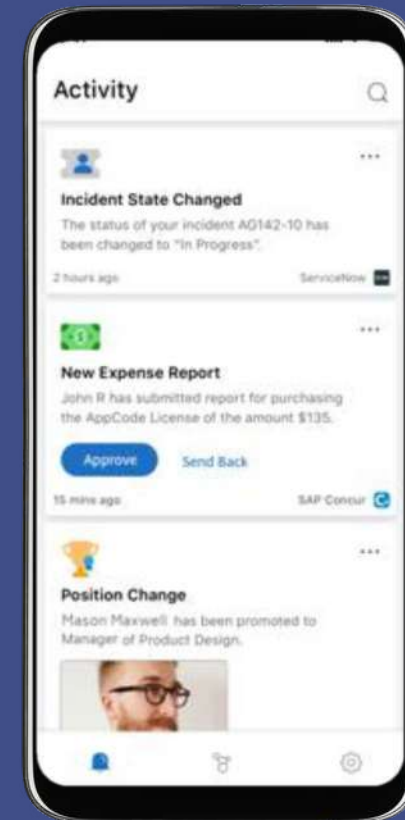 Activity
Incident State Changed
The status of your incident AG142-10 has
been changed to "In Progress".
2 hours ago
ServiceNow
New Expense Report
John R has submitted report for purchasing
the AppCode License of the amount $135.
Approve
Send Back
15 mins ago
SAP Concur
Position Change
Mason Maxwell has been promoted to
Manager of Product Design.